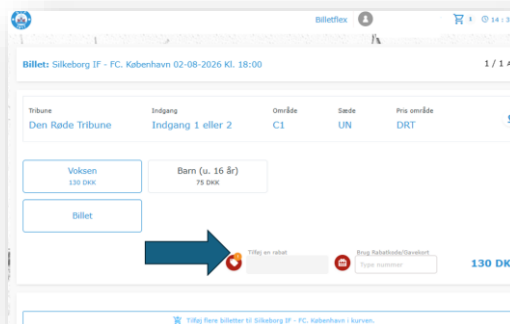 Billetflex
Billet: Silkeborg IF - FC. København 02-08-2026 Kl. 18:00
1 / 1
Tribune Indgang Område Sæde Pris område
Den Røde Tribune Indgang 1 eller 2 C1 UN DRT
Voksen
130 DKK
Barn (u. 16 år)
75 DKK
Billet
Tilføj en rabat
Brug Rabatkode/Gavekort
Type nummer
130 DK
Tilføj flere billetter til Silkeborg IF - FC. København i kurven.